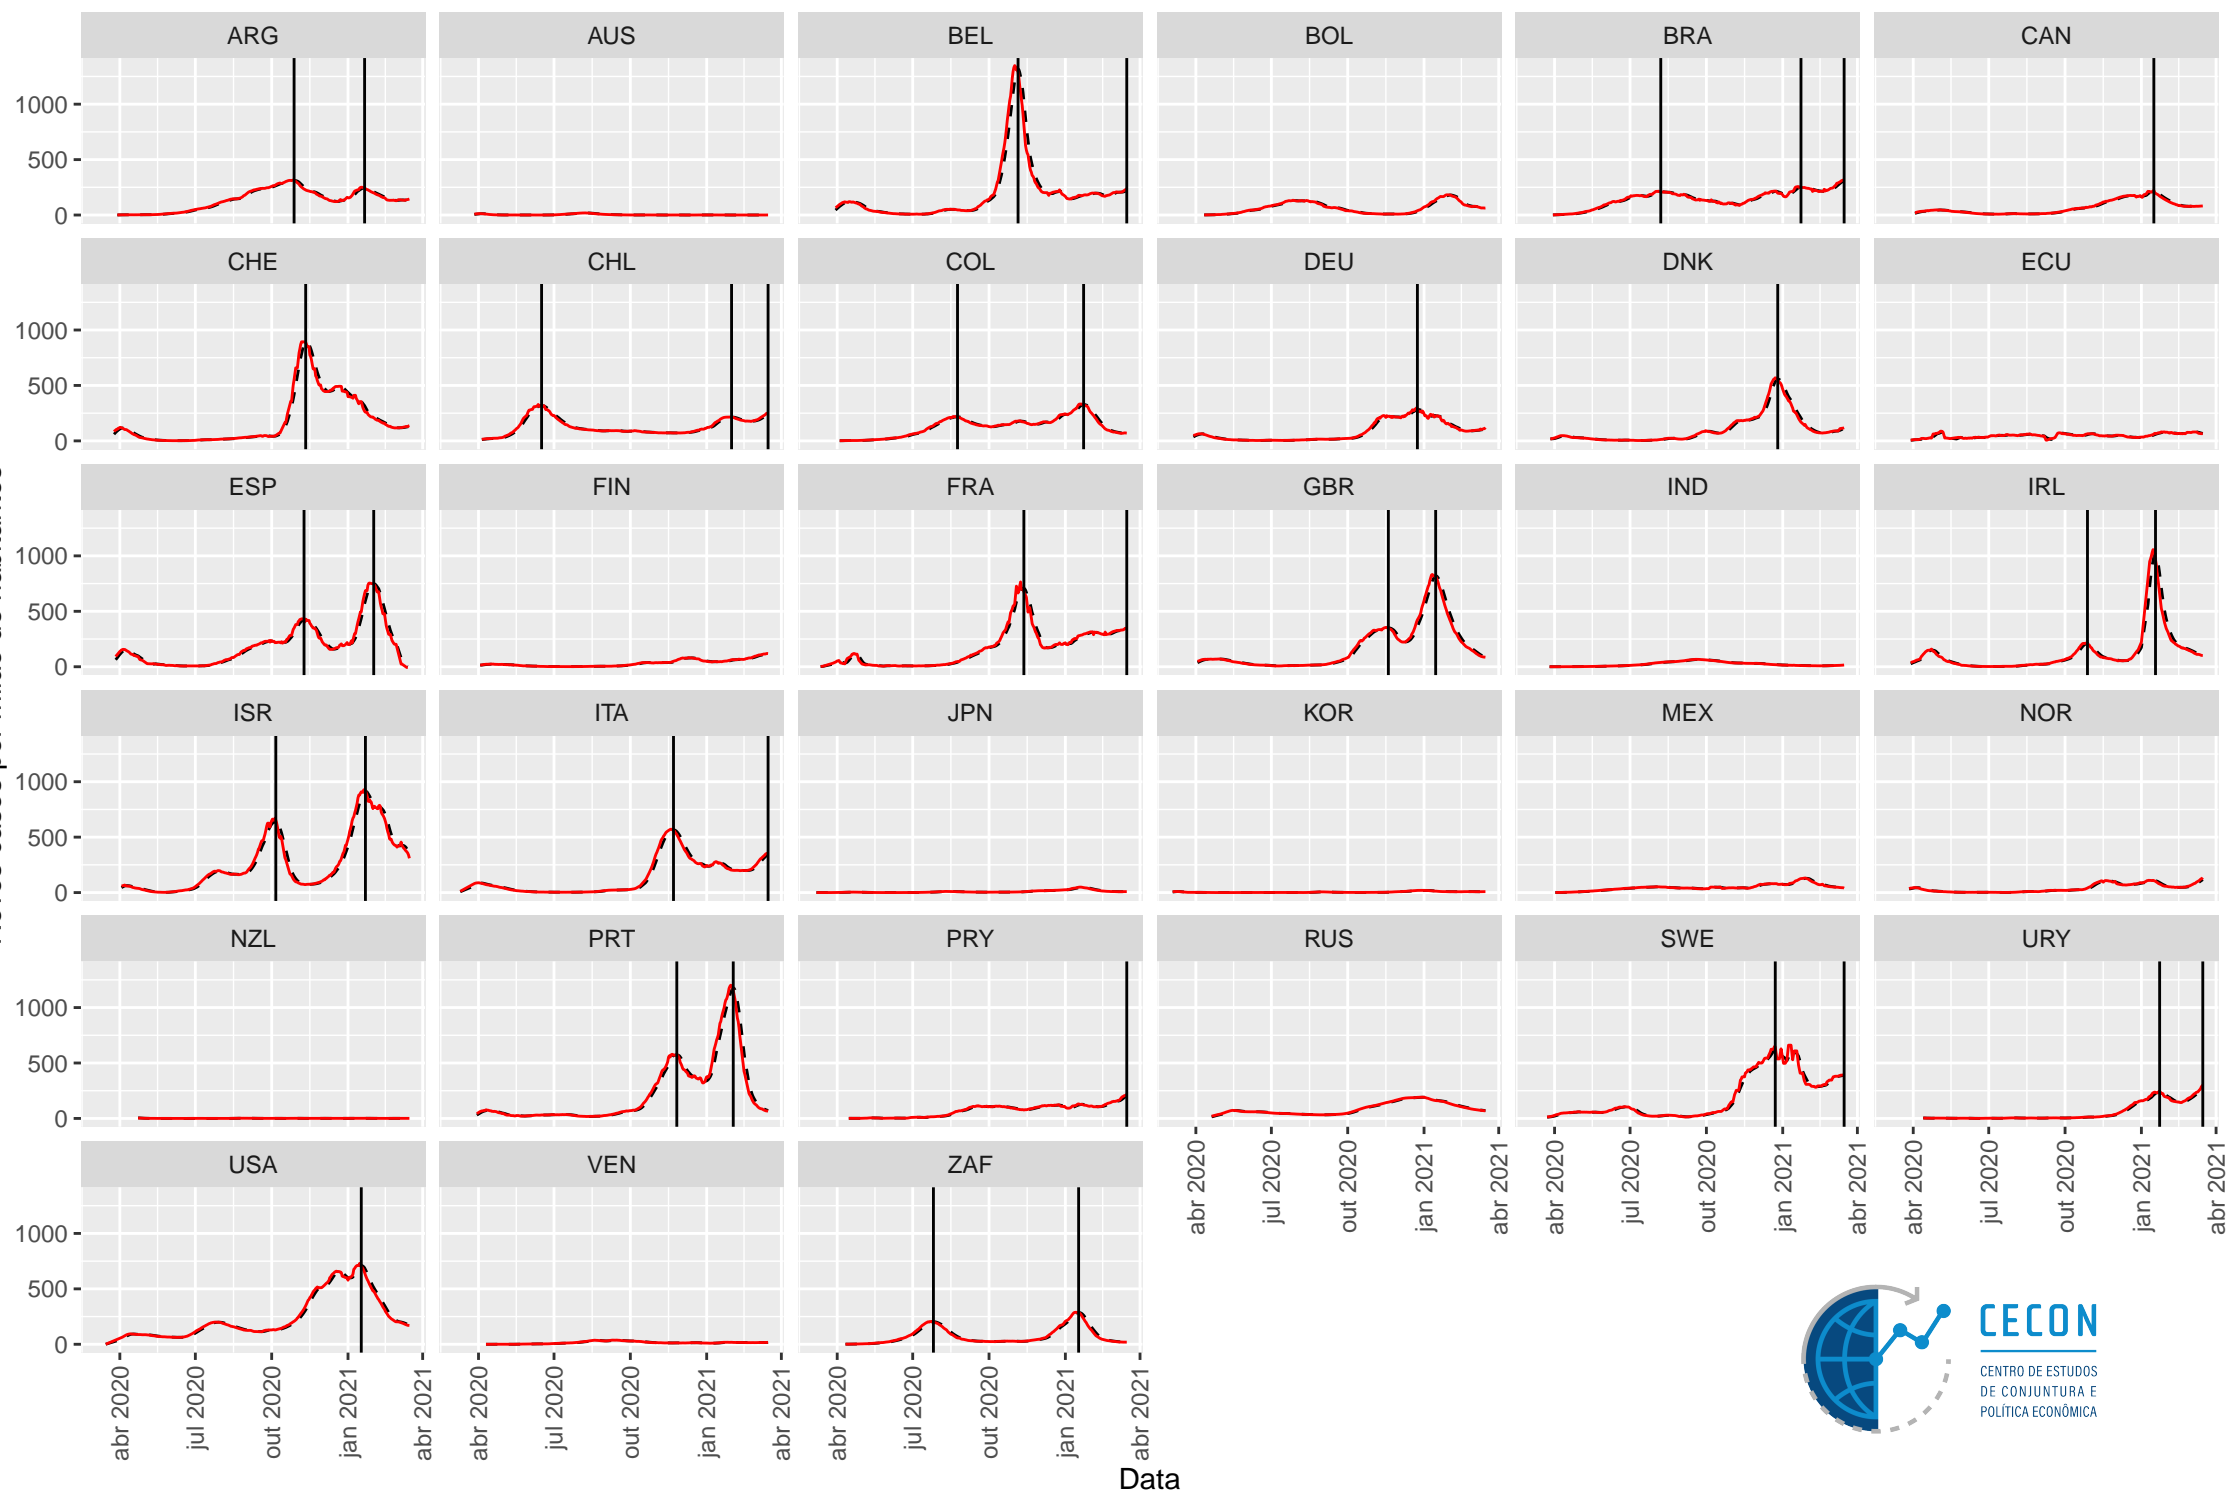 ARG AUS BEL BOL BRA CAN
1000
500
0
CHE CHL COL DEU DNK ECU
1000
500
0
ESP FIN FRA GBR IND IRL
1000
500
0
ISR ITA JPN KOR MEX NOR
1000
500
0
NZL PRT PRY RUS SWE URY
1000
500
0
abr 2020 jul 2020 out 2020 jan 2021 abr 2021 abr 2020 jul 2020 out 2020 jan 2021 abr 2021 abr 2020 jul 2020 out 2020 jan 2021 abr 2021
USA VEN ZAF
1000
500
0
abr 2020 jul 2020 out 2020 jan 2021 abr 2021 abr 2020 jul 2020 out 2020 jan 2021 abr 2021 abr 2020 jul 2020 out 2020 jan 2021 abr 2021
Data
CECON
CENTRO DE ESTUDOS
DE CONJUNTURA E
POLÍTICA ECONÔMICA